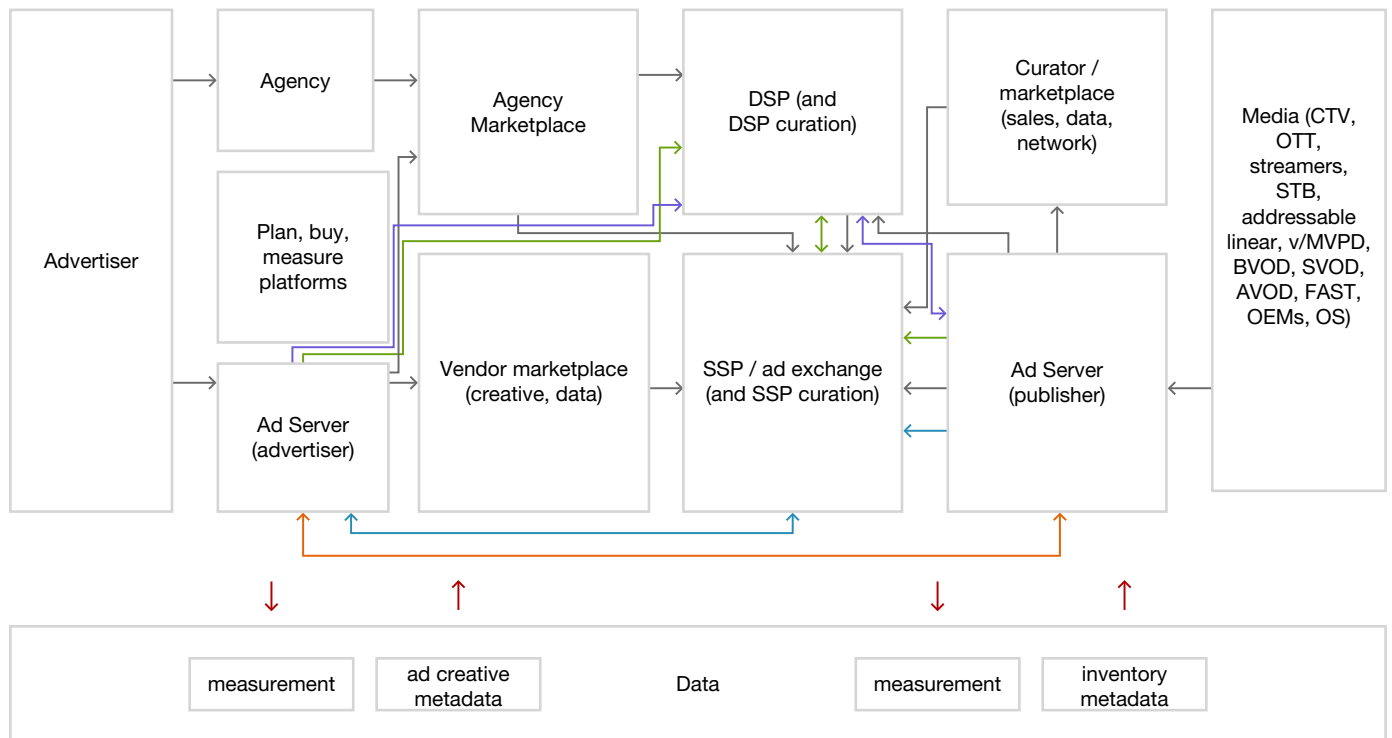 Advertiser
Agency
Plan, buy,
measure
platforms
Ad Server
(advertiser)
Agency
Marketplace
Vendor marketplace
(creative, data)
DSP (and
DSP curation)
SSP / ad exchange
(and SSP curation)
Curator /
marketplace
(sales, data,
network)
Ad Server
(publisher)
Media (CTV,
OTT,
streamers,
STB,
addressable
linear, v/MVPD,
BVOD, SVOD,
AVOD, FAST,
OEMs, OS)
measurement
ad creative
metadata
Data
measurement
inventory
metadata